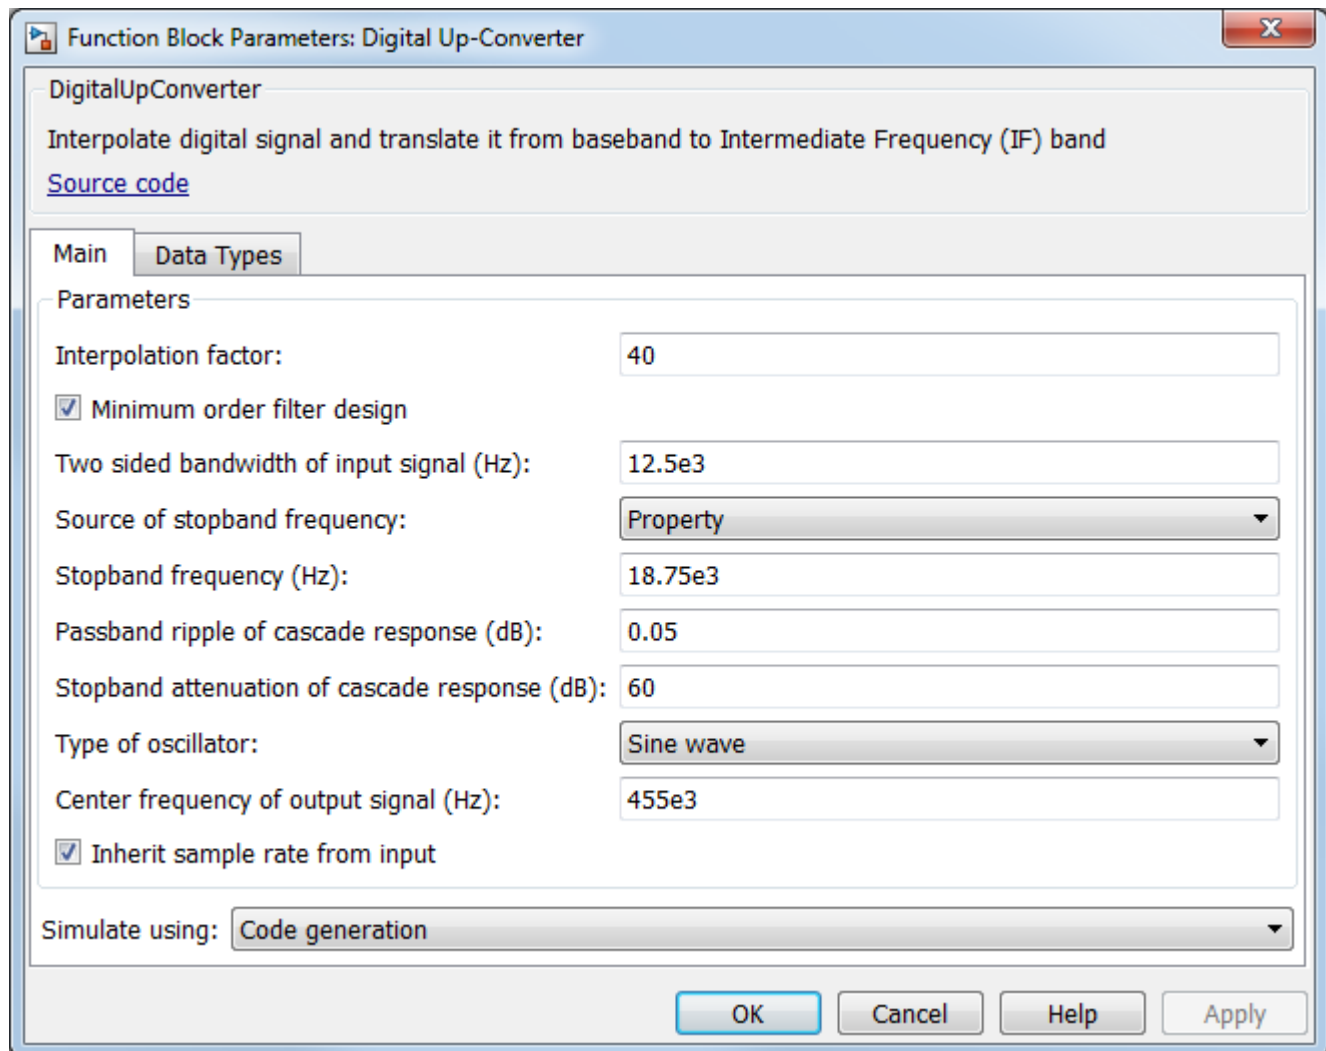 Function Block Parameters: Digital Up-Converter
DigitalUpConverter
Interpolate digital signal and translate it from baseband to Intermediate Frequency (IF) band
Source code
Main Data Types
Parameters
Interpolation factor: 40
Minimum order filter design
Two sided bandwidth of input signal (Hz): 12.5e3
Source of stopband frequency: Property
Stopband frequency (Hz): 18.75e3
Passband ripple of cascade response (dB): 0.05
Stopband attenuation of cascade response (dB): 60
Type of oscillator: Sine wave
Center frequency of output signal (Hz): 455e3
Inherit sample rate from input
Simulate using: Code generation
OK Cancel Help Apply